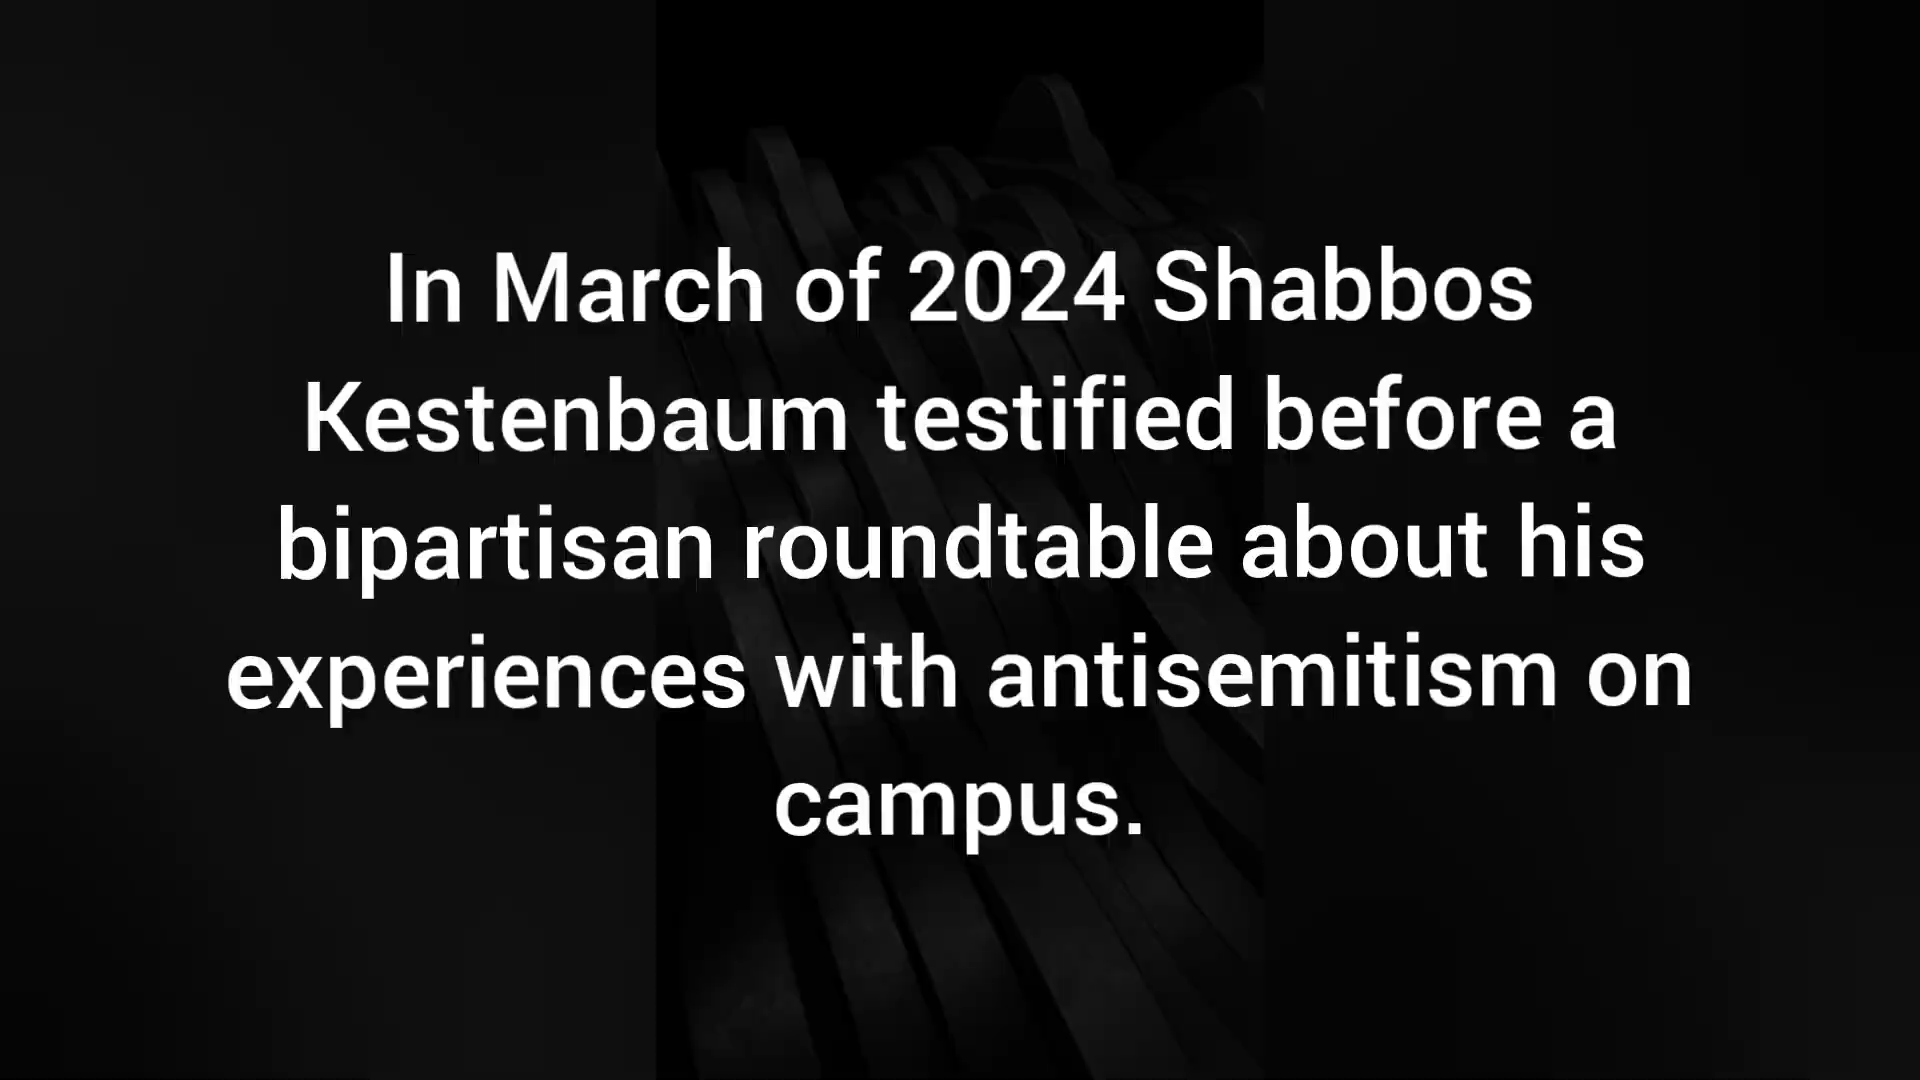 In March of 2024 Shabbos
Kestenbaum testified before a
bipartisan roundtable about his
experiences with antisemitism on
campus.